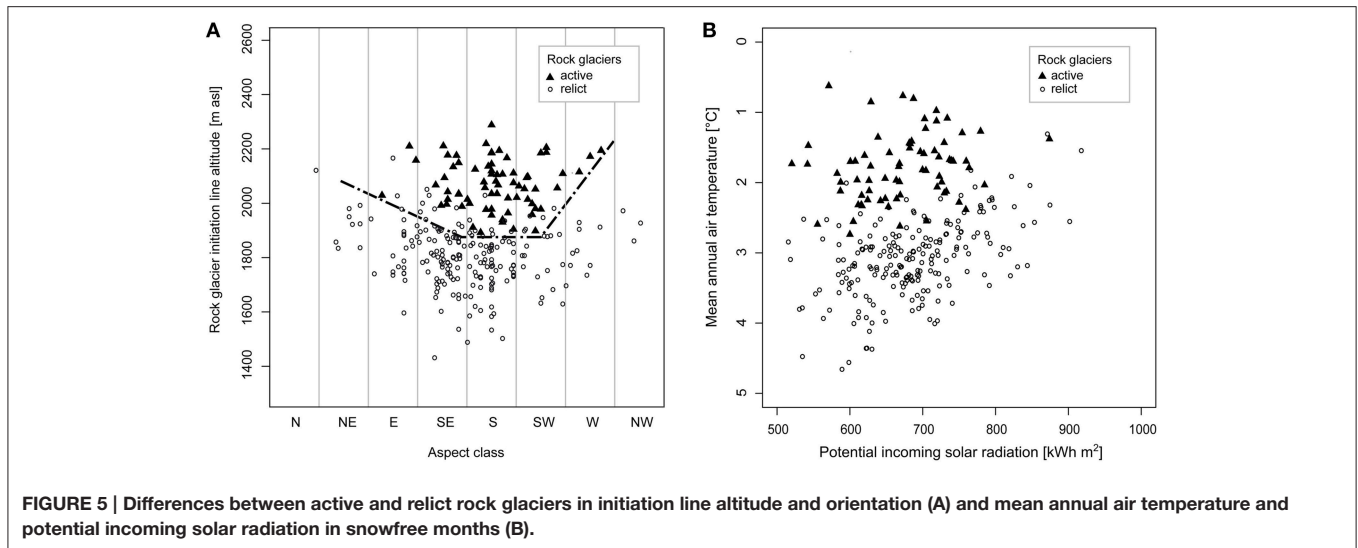 A
Rock glacier initiation line altitude [m asl]
2600
2400
2200
2000
1800
1600
1400
Rock glaciers
active
relict
N NE E SE S SW W NW
Aspect class
B
Mean annual air temperature [°C]
0
1
2
3
4
5
Rock glaciers
active
relict
500 600 700 800 900 1000
Potential incoming solar radiation [kWh m²]
FIGURE 5 | Differences between active and relict rock glaciers in initiation line altitude and orientation (A) and mean annual air temperature and
potential incoming solar radiation in snowfree months (B).